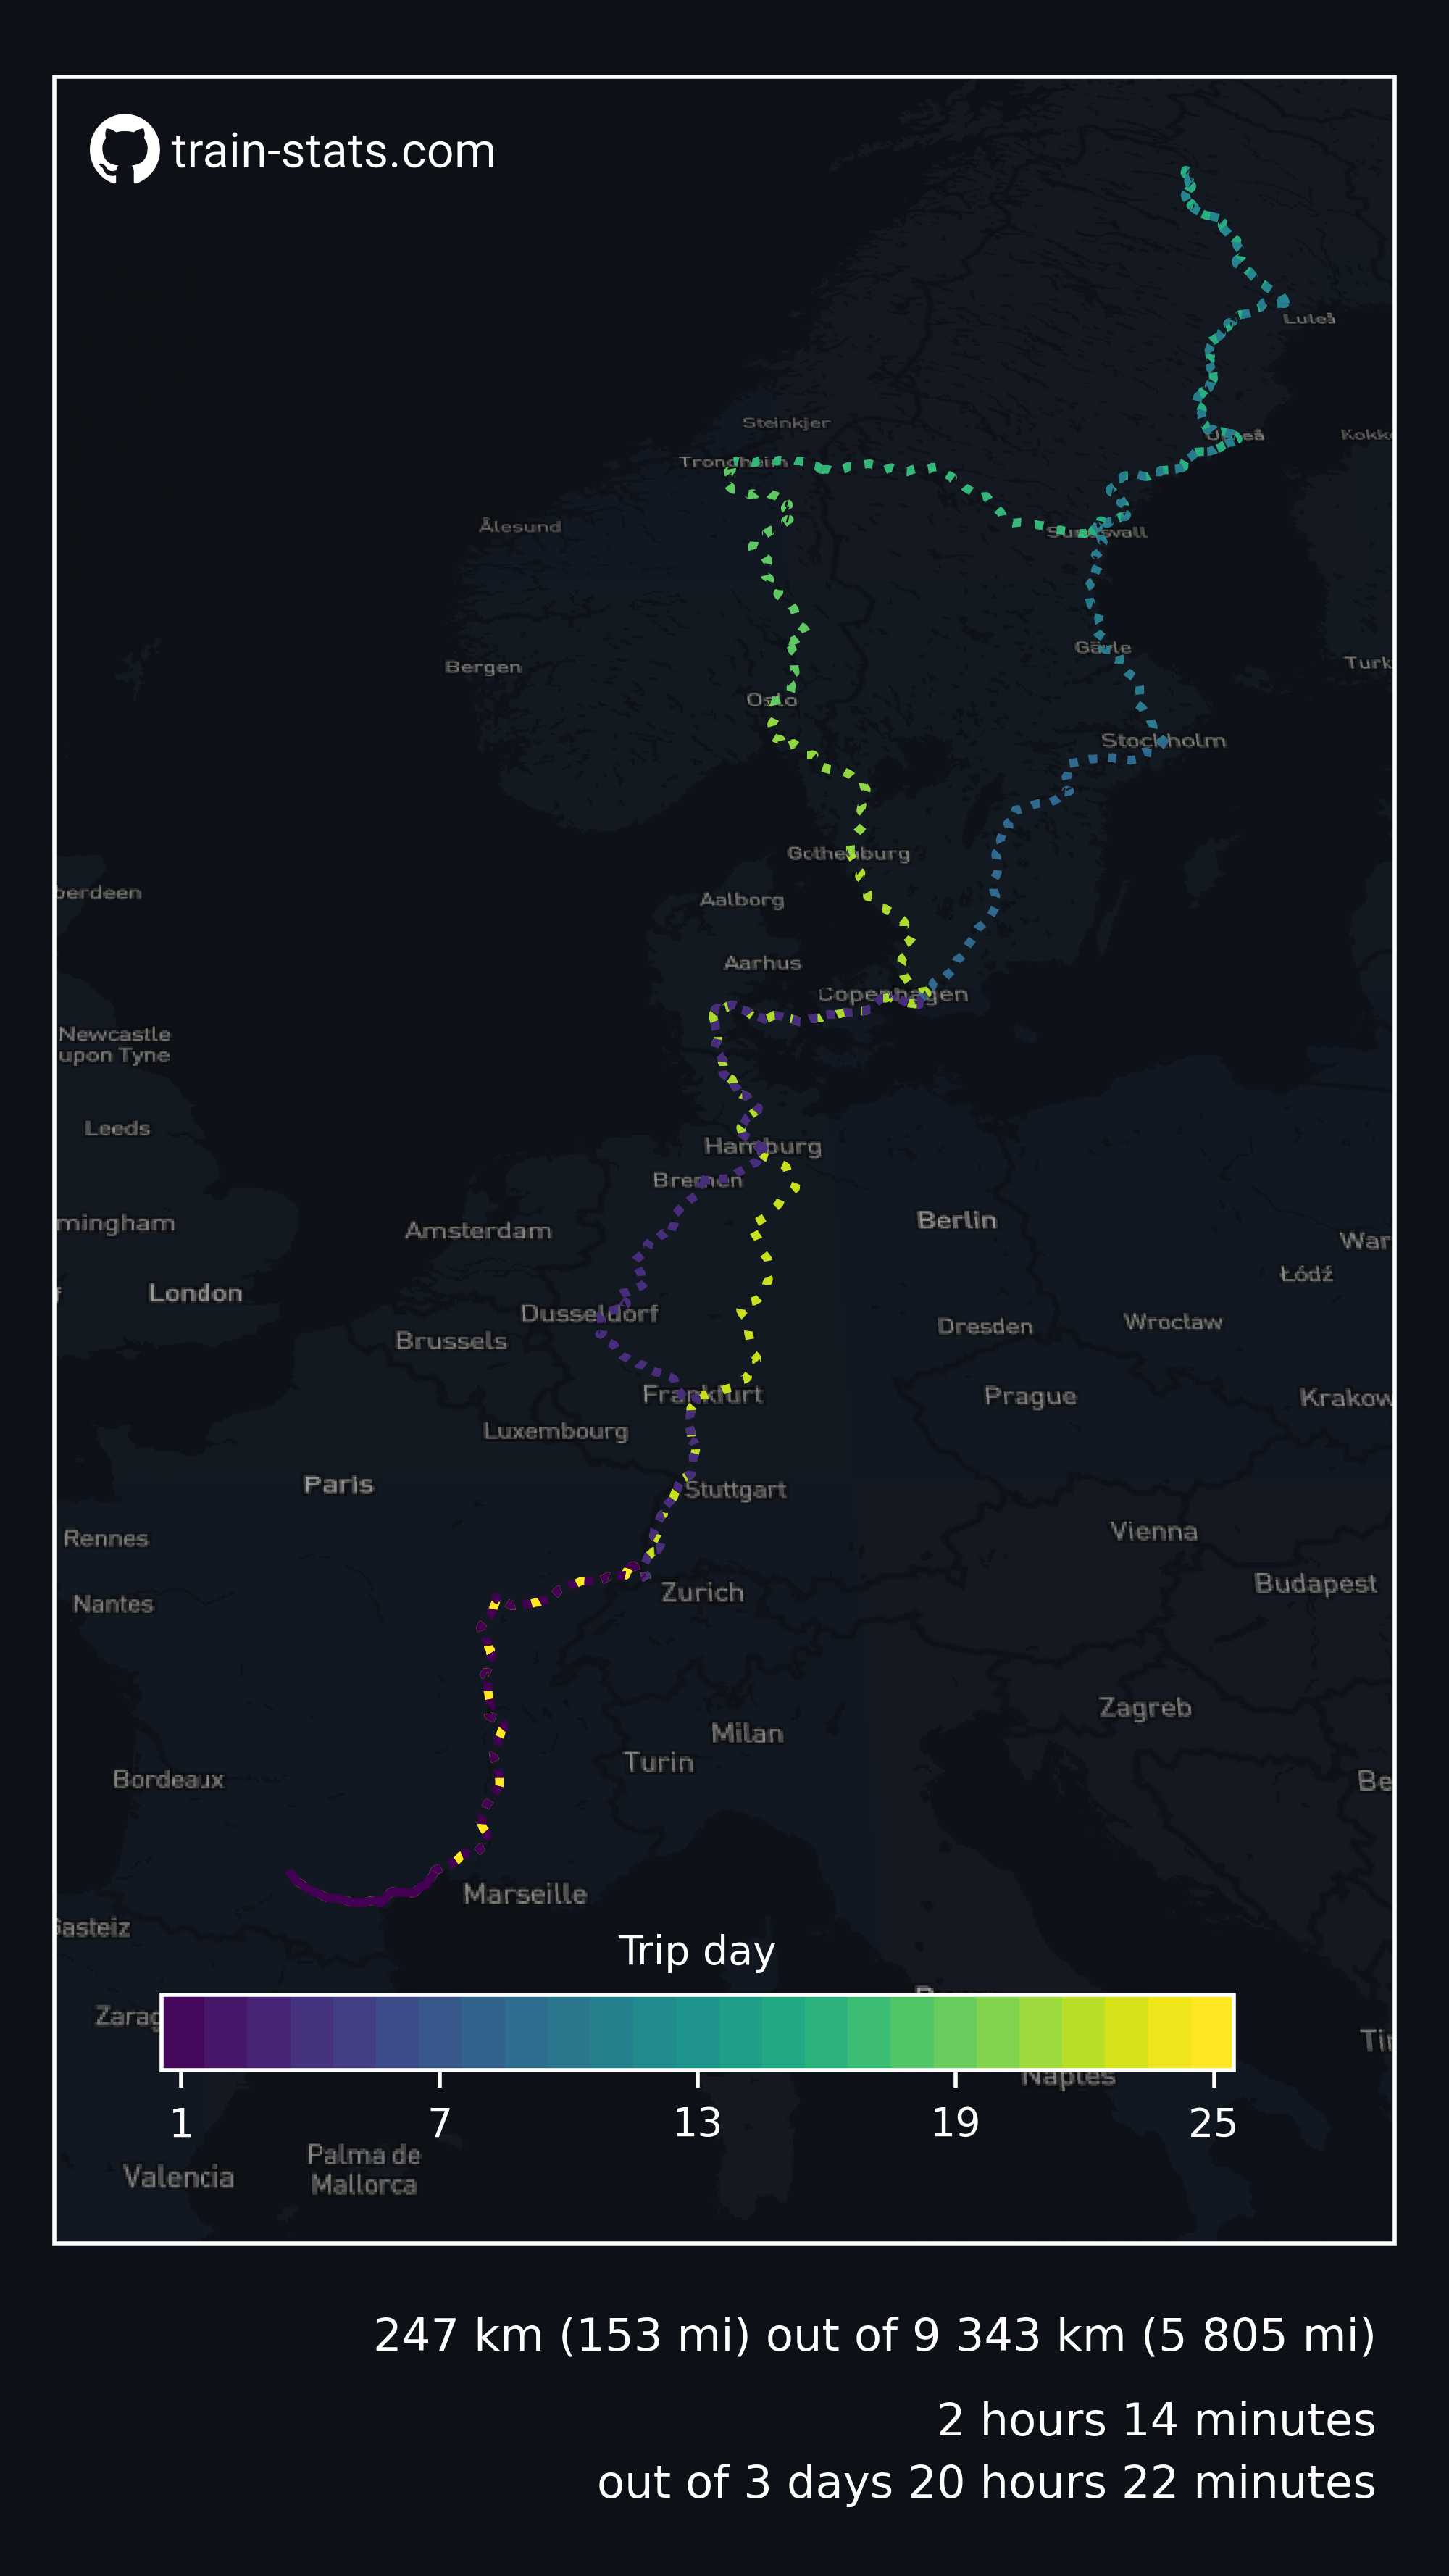 train-stats.com
Luleå
Steinkjer
Trondheim
Ålesund
Sundsvall
Gävle
Bergen
Turk
Oslo
Stockholm
Gothenburg
berdeen
Aalborg
Aarhus
Copenhagen
Newcastle
upon Tyne
Leeds
Hamburg
Bremen
mingham
Amsterdam
Berlin
War
London
Łódź
Dusseldorf
Brussels
Dresden
Wrocław
Frankfurt
Prague
Krakow
Luxembourg
Paris
Stuttgart
Rennes
Vienna
Nantes
Zurich
Budapest
Zagreb
Milan
Turin
Bordeaux
Be
Marseille
Gasteiz
Trip day
Zarag
Tir
Naples
1 7 13 19 25
Palma de
Mallorca
Valencia
247 km (153 mi) out of 9 343 km (5 805 mi)
2 hours 14 minutes
out of 3 days 20 hours 22 minutes